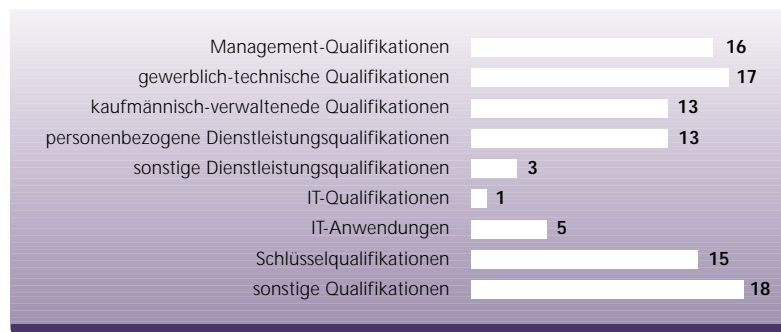 Management-Qualifikationen 16
gewerblich-technische Qualifikationen 17
kaufmännisch-verwaltenede Qualifikationen 13
personenbezogene Dienstleistungsqualifikationen 13
sonstige Dienstleistungsqualifikationen 3
IT-Qualifikationen 1
IT-Anwendungen 5
Schlüsselqualifikationen 15
sonstige Qualifikationen 18